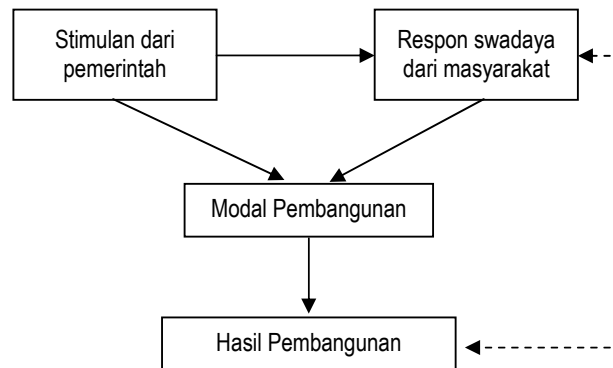 Stimulan dari
pemerintah
Respon swadaya
dari masyarakat
Modal Pembangunan
Hasil Pembangunan